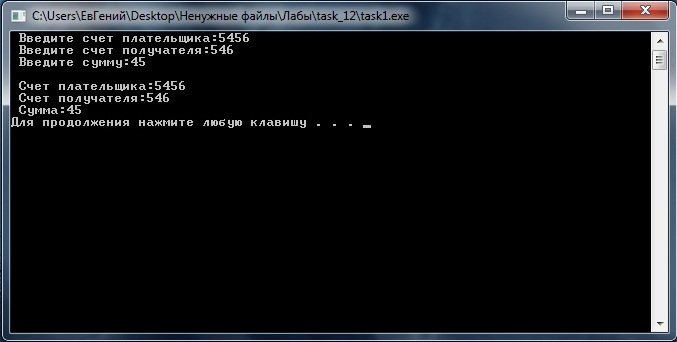 C:\Users\ЕвГений\Desktop\Ненужные файлы\Лабы\task_12\task1.exe
Введите счет плательщика:5456
Введите счет получателя:546
Введите сумму:45
Счет плательщика:5456
Счет получателя:546
Сумма:45
Для продолжения нажмите любую клавишу . . . _